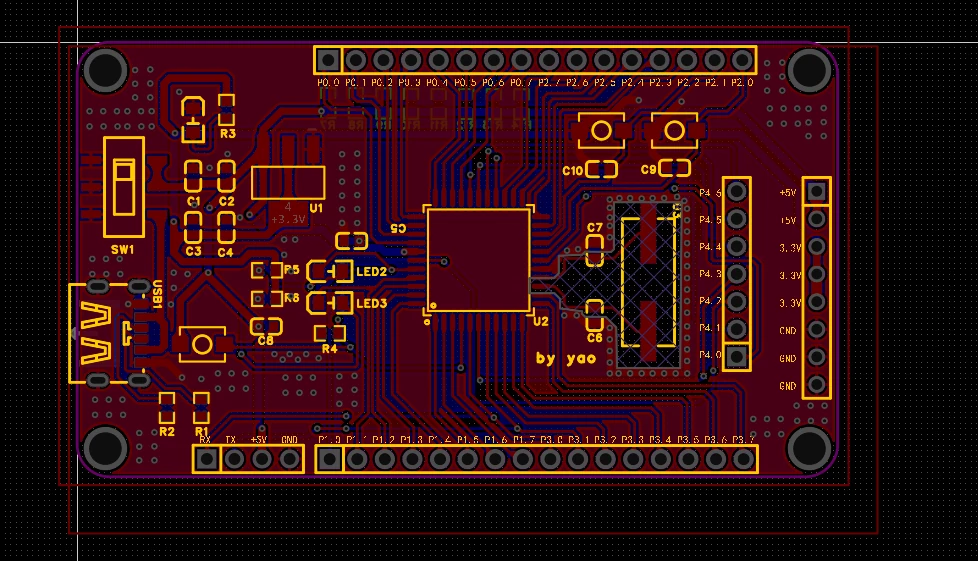 P0.0 P0.1 P0.2 P0.3 P0.4 P0.5 P0.6 P0.7 P2.7 P2.6 P2.5 P2.4 P2.3 P2.2 P2.1 P2.0
R3
C10 C9
C1 C2
U1
4
+3.3V
P4.6 +5V
P4.5 +5V
P4.4 3.3V
P4.3 3.3V
P4.2 3.3V
P4.1 GND
P4.0 GND
GND
SW1
C3 C4
C5
C7
R5
LED2
R6
LED3
USB1
C8
R4
U2
C6
by yao
R2 R1
RX TX +5V GND
P1.0 P1.1 P1.2 P1.3 P1.4 P1.5 P1.6 P1.7 P3.0 P3.1 P3.2 P3.3 P3.4 P3.5 P3.6 P3.7